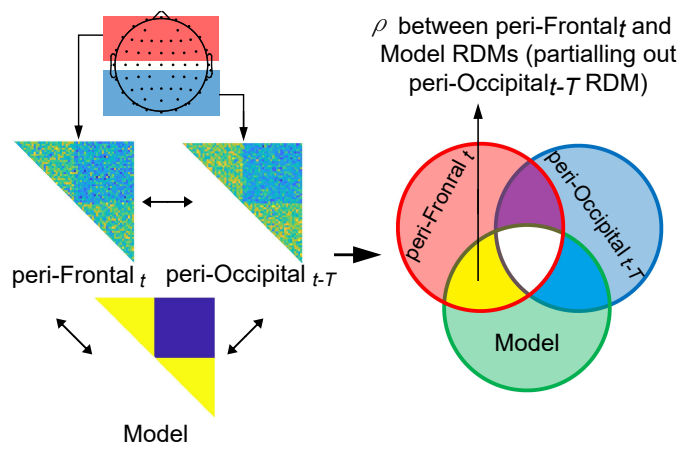 ρ between peri-Frontalt and
Model RDMs (partialling out
peri-Occipitalt-T RDM)
peri-Frontal t
peri-Occipital t-T
Model
peri-Fronral t
peri-Occipital t-T
Model